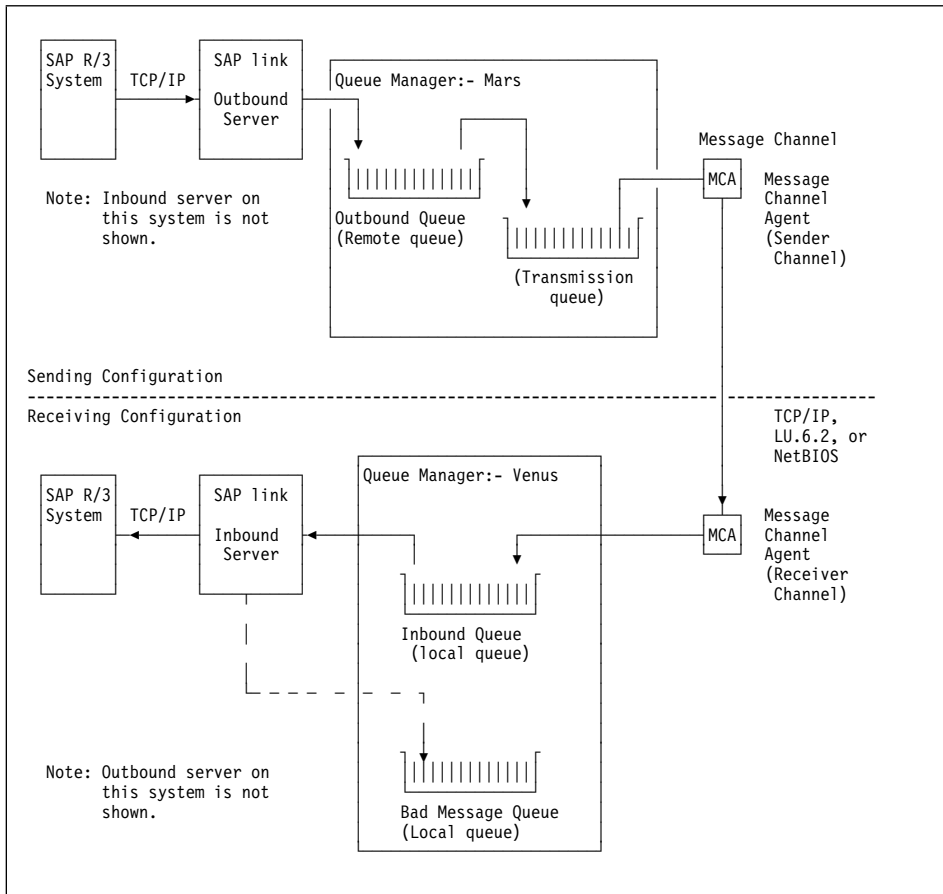 SAP R/3
System
TCP/IP
SAP link
Outbound
Server
Queue Manager:- Mars
Message Channel
MCA
Message
Channel
Agent
(Sender
Channel)
Note: Inbound server on
this system is not
shown.
Outbound Queue
(Remote queue)
(Transmission
queue)
Sending Configuration
Receiving Configuration
TCP/IP,
LU.6.2, or
NetBIOS
SAP R/3
System
TCP/IP
SAP link
Inbound
Server
Queue Manager:- Venus
MCA
Message
Channel
Agent
(Receiver
Channel)
Inbound Queue
(local queue)
Note: Outbound server on
this system is not
shown.
Bad Message Queue
(Local queue)